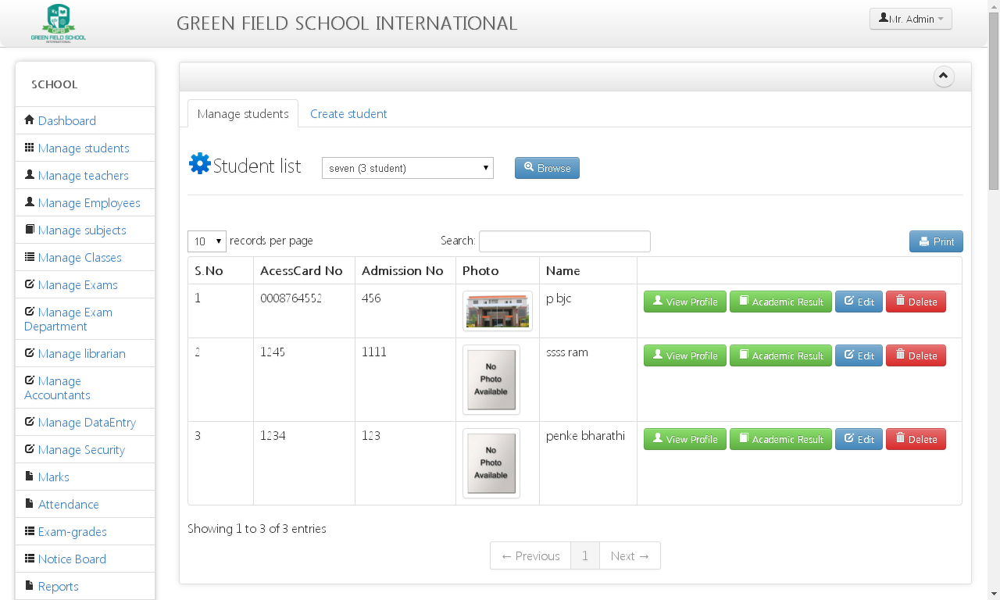 GFS
GREEN FIELD SCHOOL
INTERNATIONAL
GREEN FIELD SCHOOL INTERNATIONAL
Mr. Admin
SCHOOL
Dashboard
Manage students
Manage teachers
Manage Employees
Manage subjects
Manage Classes
Manage Exams
Manage Exam
Department
Manage librarian
Manage
Accountants
Manage DataEntry
Manage Security
Marks
Attendance
Exam-grades
Notice Board
Reports
Manage students Create student
Student list seven (3 student) Browse
10 records per page Search: Print
S.No AcessCard No Admission No Photo Name
1 0008764552 456 p bjc View Profile Academic Result Edit Delete
2 1245 1111 No Photo Available ssss ram View Profile Academic Result Edit Delete
3 1234 123 No Photo Available penke bharathi View Profile Academic Result Edit Delete
Showing 1 to 3 of 3 entries
← Previous 1 Next →